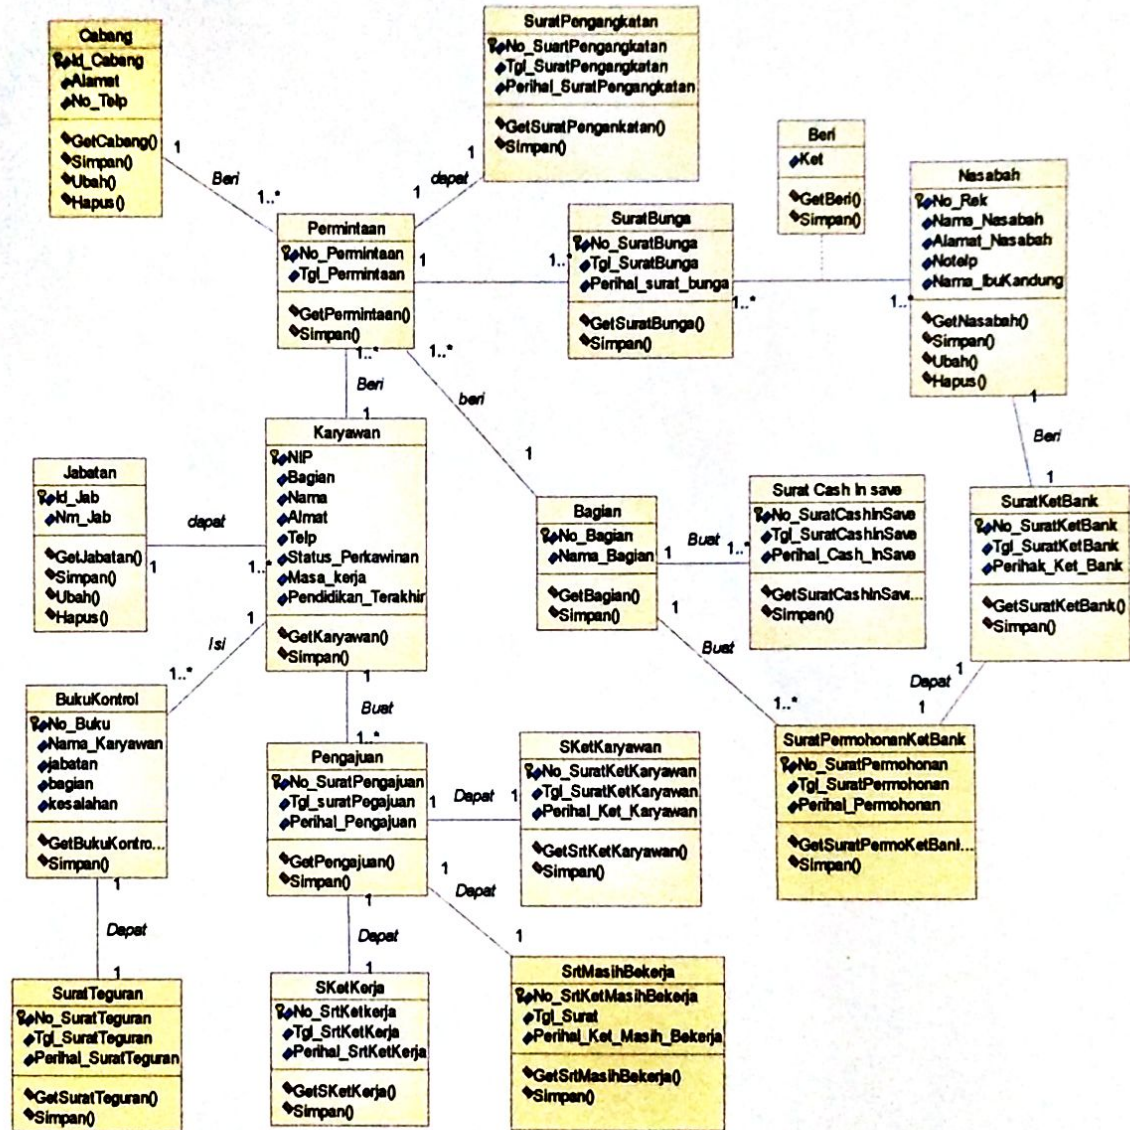 Cabang
Id_Cabang
Alamat
No_Telp
GetCabang()
Simpan()
Ubah()
Hapus()
1
Beri
1..*
SuratPengangkatan
No_SuartPengangkatan
Tgl_SuratPengangkatan
Perihal_SuratPengangkatan
GetSuratPengankatan()
Simpan()
1
dapat
1
Beri
Ket
GetBeri()
Simpan()
Nasabah
No_Rek
Nama_Nasabah
Alamat_Nasabah
Notelp
Nama_IbuKandung
GetNasabah()
Simpan()
Ubah()
Hapus()
Permintaan
No_Permintaan
Tgl_Permintaan
GetPermintaan()
Simpan()
1
1..*
SuratBunga
No_SuratBunga
Tgl_SuratBunga
Perihal_surat_bunga
GetSuratBunga()
Simpan()
1..*
1..*
1..*
Beri
1
1..*
beri
1
1
Beri
1
Karyawan
NIP
Bagian
Nama
Almat
Telp
Status_Perkawinan
Masa_kerja
Pendidikan_Terakhir
GetKaryawan()
Simpan()
Jabatan
Id_Jab
Nm_Jab
GetJabatan()
Simpan()
Ubah()
Hapus()
dapat
1
1..*
Bagian
No_Bagian
Nama_Bagian
GetBagian()
Simpan()
1
Buat
1..*
Surat Cash In save
No_SuratCashInSave
Tgl_SuratCashInSave
Perihal_Cash_InSave
GetSuratCashInSav...
Simpan()
SuratKetBank
No_SuratKetBank
Tgl_SuratKetBank
Perihak_Ket_Bank
GetSuratKetBank()
Simpan()
1
Isi
1..*
1
Buat
1..*
1
Buat
1..*
1
Dapat
1
BukuKontrol
No_Buku
Nama_Karyawan
jabatan
bagian
kesalahan
GetBukuKontro...
Simpan()
Pengajuan
No_SuratPengajuan
Tgl_suratPegajuan
Perihal_Pengajuan
GetPengajuan()
Simpan()
1
Dapat
1
SKetKaryawan
No_SuratKetKaryawan
Tgl_SuratKetKaryawan
Perihal_Ket_Karyawan
GetSrtKetKaryawan()
Simpan()
SuratPermohonanKetBank
No_SuratPermohonan
Tgl_SuratPermohonan
Perihal_Permohonan
GetSuratPermoKetBani...
Simpan()
1
Dapat
1
1
Dapat
1
1
Dapat
1
SuratTeguran
No_SuratTeguran
Tgl_SuratTeguran
Perihal_SuratTeguran
GetSuratTeguran()
Simpan()
SKetKerja
No_SrtKetkerja
Tgl_SrtKetKerja
Perihal_SrtKetKerja
GetSKetKerja()
Simpan()
SrtMasihBekerja
No_SrtKetMasihBekerja
Tgl_Surat
Perihal_Ket_Masih_Bekerja
GetSrtMasihBekerja()
Simpan()